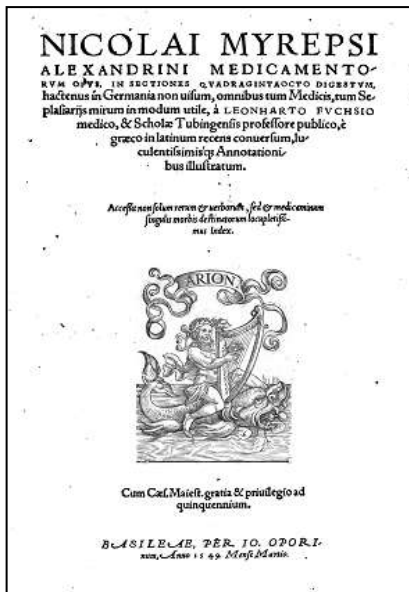 NICOLAI MYREPSI
ALEXANDRINI MEDICAMENTO-
RVM OPVS, IN SECTIONES QVADRAGINTAOCTO DIGESTVM,
hactenus in Germania non uisum, omnibus tum Medicis, tum Se-
plasiarijs mirum in modum utile, à LEONHARTO FVCHSIO
medico, & Scholæ Tubingensis professore publico, è
græco in latinum recens conuersum, lu-
culentissimisq́; Annotationi-
bus illustratum.
Accessit non solum rerum & uerborum, sed & medicaminum
singulis morbis destinatorum locupletiss-
mus Index.
ARION
Cum Cæs. Maiest. gratia & priuilegio ad
quinquennium.
BASILEAE, PER IO. OPORI-
num, Anno 1549. Mense Martio.